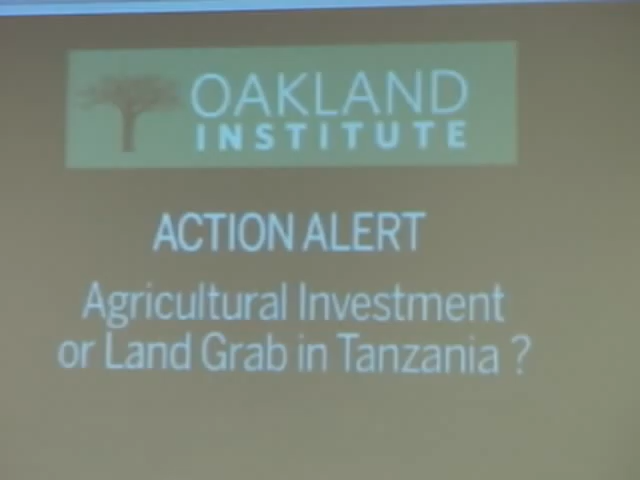 OAKLAND
INSTITUTE
ACTION ALERT
Agricultural Investment
or Land Grab in Tanzania ?